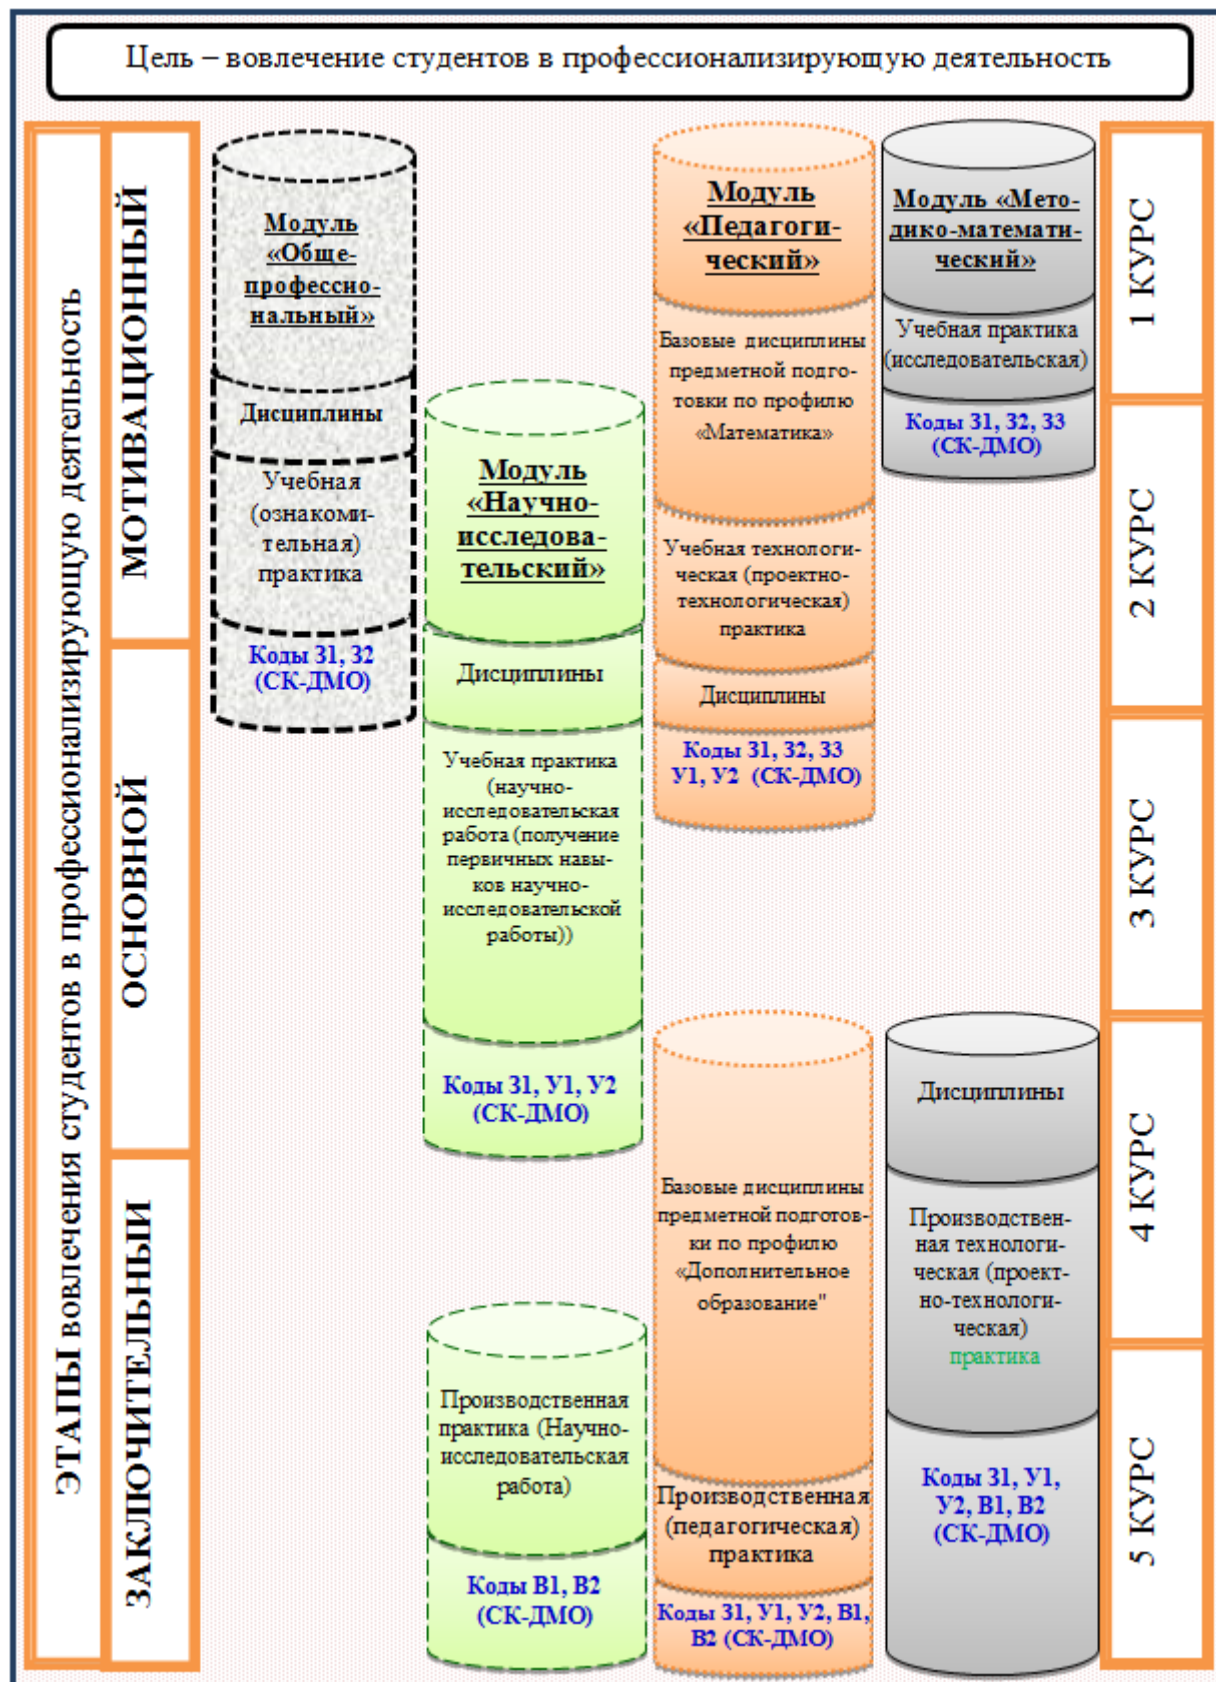 Цель – вовлечение студентов в профессионализирующую деятельность
ЭТАПЫ вовлечения студентов в профессионализирующую деятельность
МОТИВАЦИОННЫЙ
ОСНОВНОЙ
ЗАКЛЮЧИТЕЛЬНЫЙ
Модуль
«Обще-
профессио-
нальный»
Дисциплины
Учебная
(ознакоми-
тельная)
практика
Коды З1, З2
(СК-ДМО)
Модуль
«Научно-
исследова-
тельский»
Дисциплины
Учебная практика
(научно-
исследовательская
работа (получение
первичных навы-
ков научно-
исследовательской
работы))
Коды З1, У1, У2
(СК-ДМО)
Производственная
практика (Научно-
исследовательская
работа)
Коды В1, В2
(СК-ДМО)
Модуль
«Педагоги-
ческий»
Базовые дисциплины
предметной подго-
товки по профилю
«Математика»
Учебная технологи-
ческая (проектно-
технологическая)
практика
Дисциплины
Коды З1, З2, З3
У1, У2 (СК-ДМО)
Базовые дисциплины
предметной подготов-
ки по профилю
«Дополнительное
образование"
Производственная
(педагогическая)
практика
Коды З1, У1, У2, В1,
В2 (СК-ДМО)
Модуль «Мето-
дико-математи-
ческий»
Учебная практика
(исследовательская)
Коды З1, З2, З3
(СК-ДМО)
Дисциплины
Производствен-
ная технологи-
ческая (проект-
но-технологи-
ческая)
практика
Коды З1, У1,
У2, В1, В2
(СК-ДМО)
1 КУРС
2 КУРС
3 КУРС
4 КУРС
5 КУРС